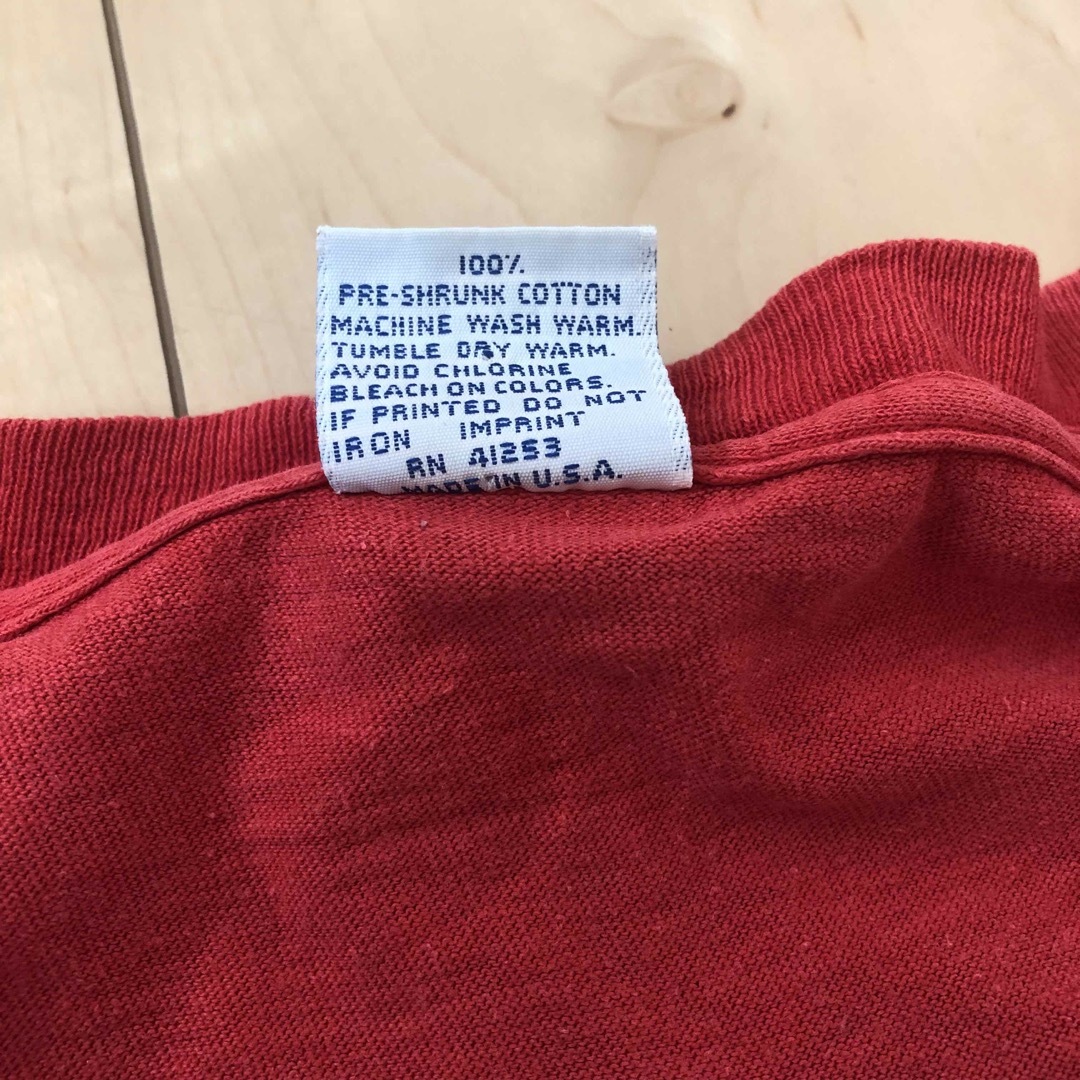 100%
PRE-SHRUNK COTTON
MACHINE WASH WARM.
TUMBLE DRY WARM.
AVOID CHLORINE
BLEACH ON COLORS.
IF PRINTED DO NOT
IRON IMPRINT
RN 41253
MADE IN U.S.A.